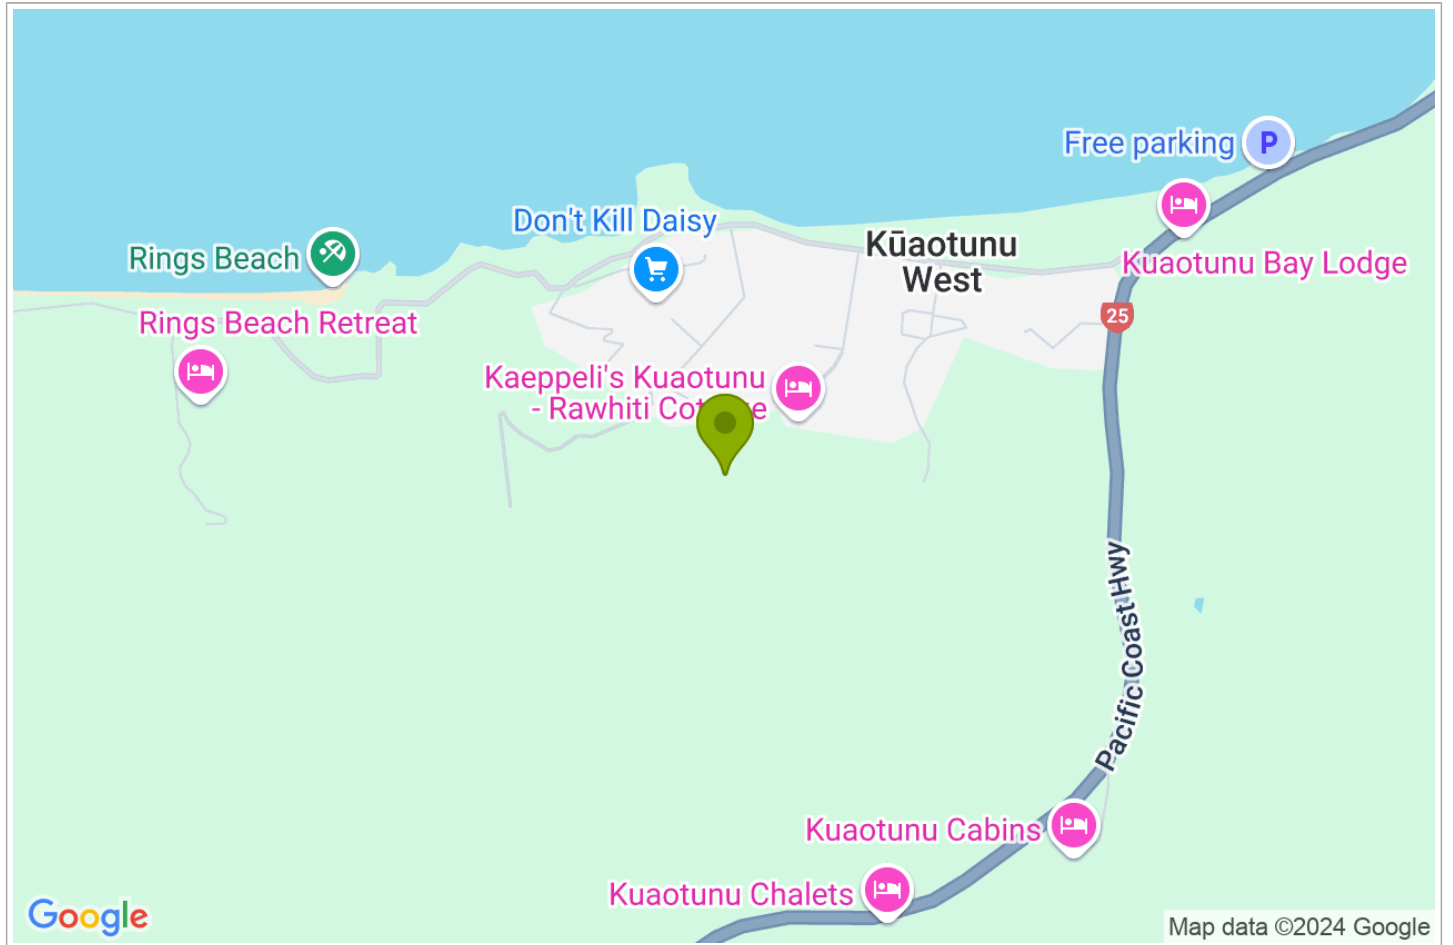 Free parking
P
Don't Kill Daisy
Rings Beach
Kūaotunu
West
Kuaotunu Bay Lodge
Rings Beach Retreat
25
Kaeppeli's Kuaotunu
- Rawhiti
Pacific Coast Hwy
Kuaotunu Cabins
Kuaotunu Chalets
Google
Map data ©2024 Google